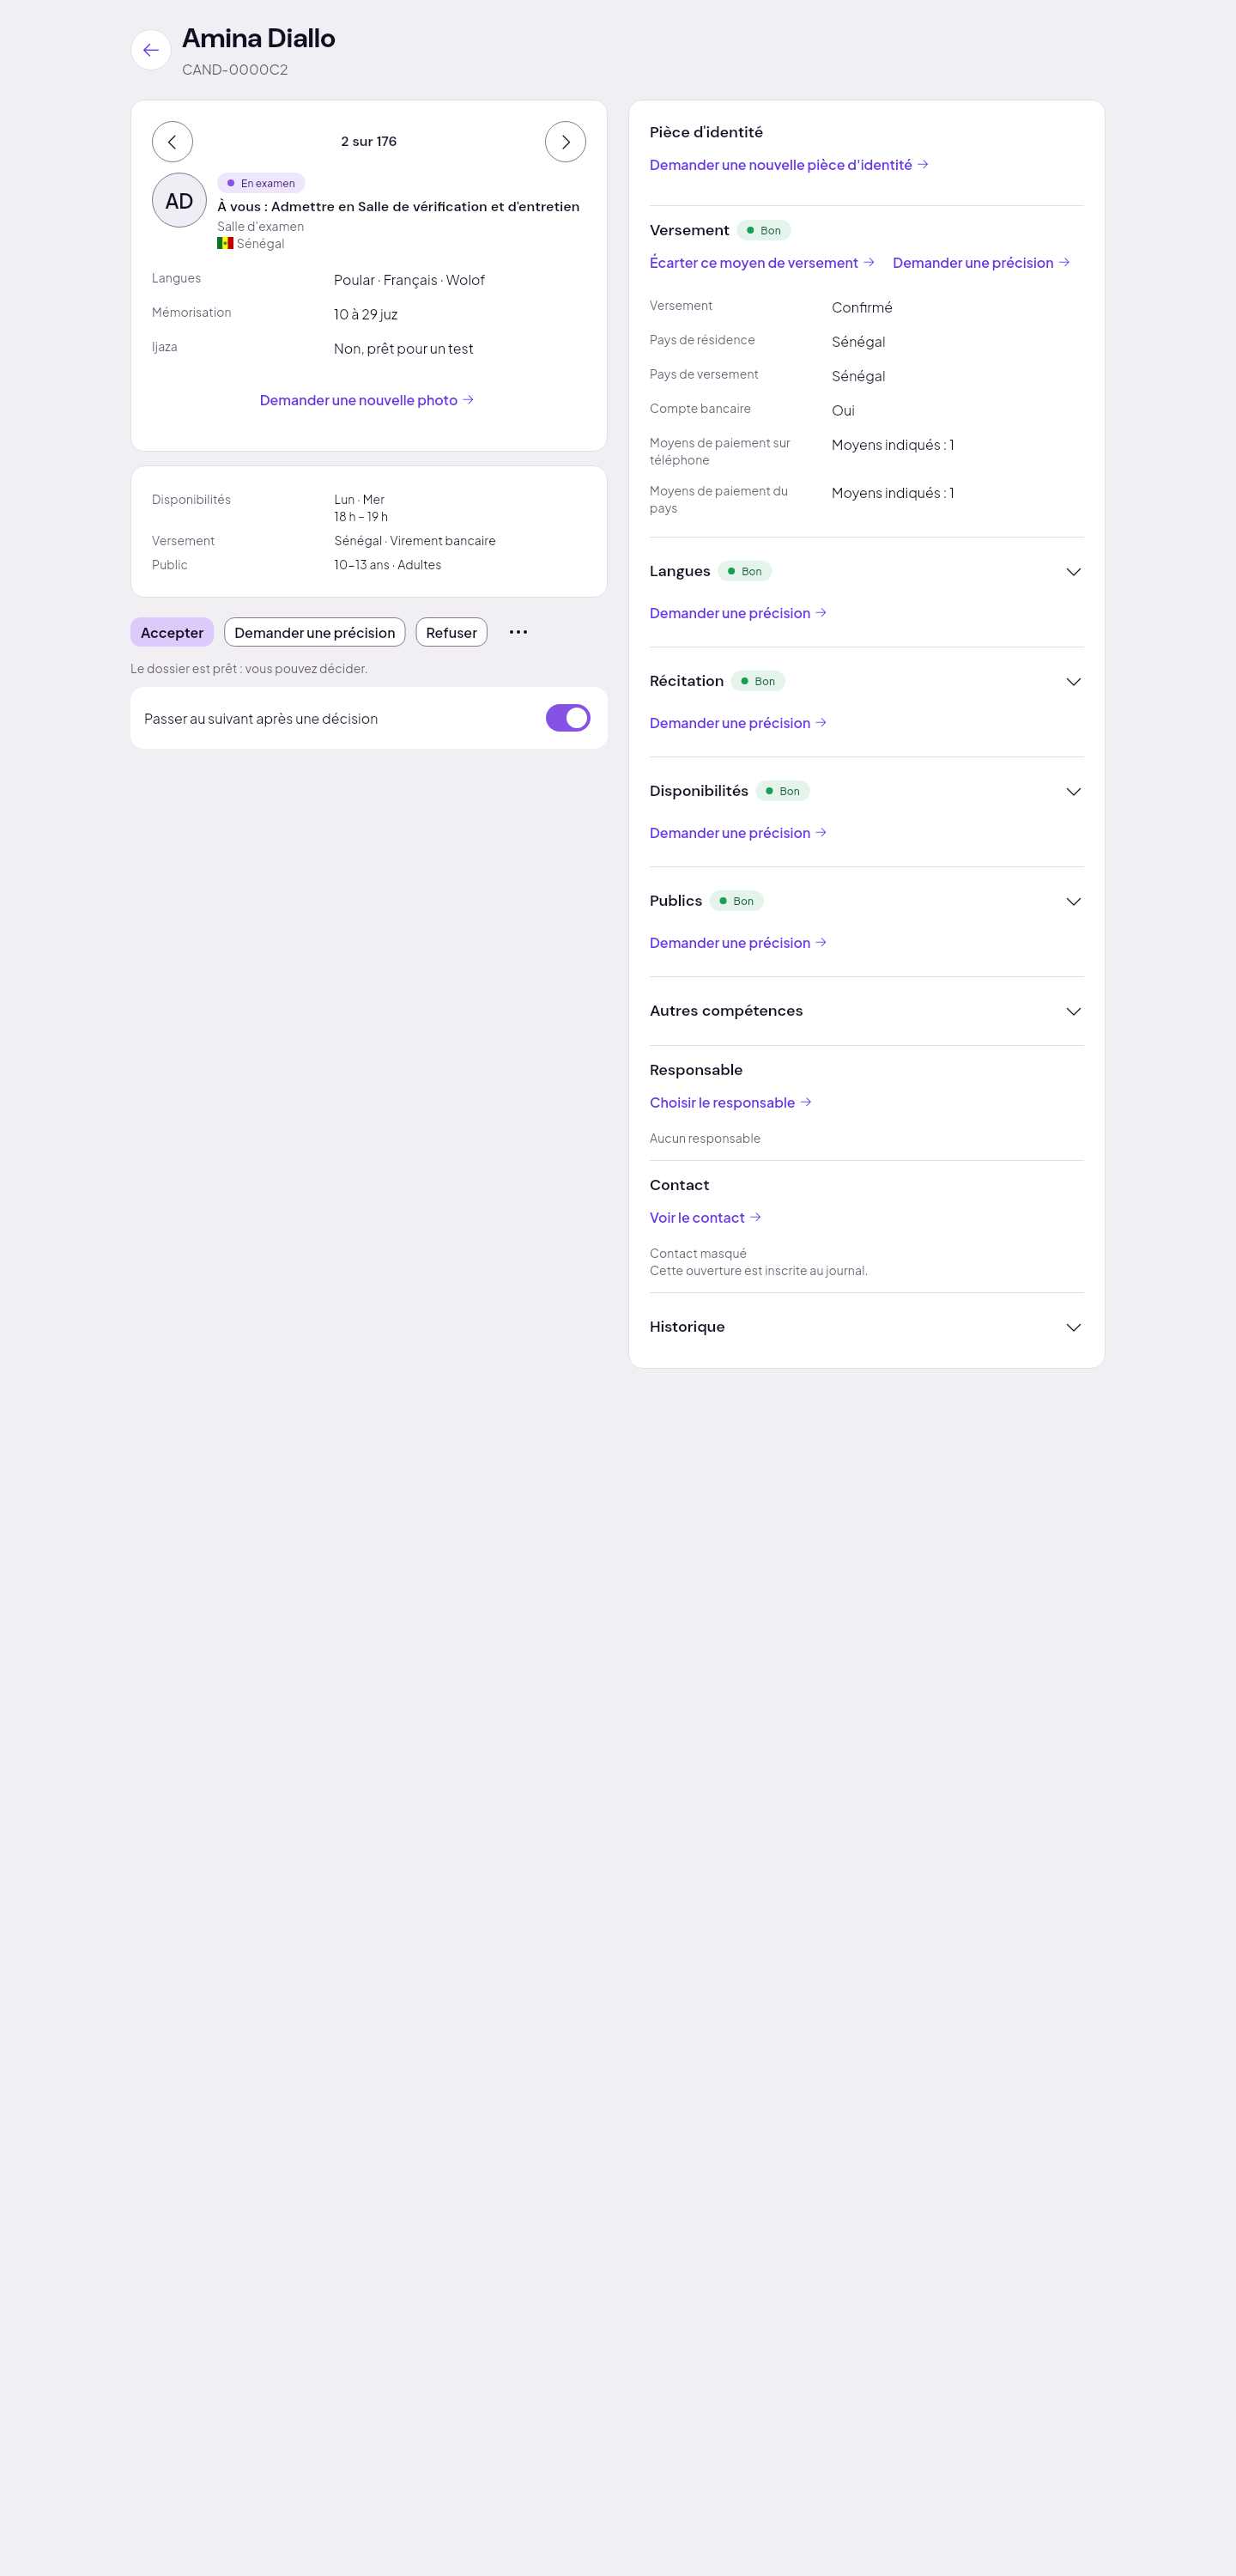 Amina Diallo
CAND-0000C2
2 sur 176
AD
En examen
À vous : Admettre en Salle de vérification et d'entretien
Salle d'examen
Sénégal
Langues
Poular · Français · Wolof
Mémorisation
10 à 29 juz
Ijaza
Non, prêt pour un test
Demander une nouvelle photo →
Disponibilités
Lun · Mer
18 h – 19 h
Versement
Sénégal · Virement bancaire
Public
10–13 ans · Adultes
Accepter
Demander une précision
Refuser
Le dossier est prêt : vous pouvez décider.
Passer au suivant après une décision
Pièce d'identité
Demander une nouvelle pièce d'identité →
Versement
Bon
Écarter ce moyen de versement →
Demander une précision →
Versement
Confirmé
Pays de résidence
Sénégal
Pays de versement
Sénégal
Compte bancaire
Oui
Moyens de paiement sur
téléphone
Moyens indiqués : 1
Moyens de paiement du
pays
Moyens indiqués : 1
Langues
Bon
Demander une précision →
Récitation
Bon
Demander une précision →
Disponibilités
Bon
Demander une précision →
Publics
Bon
Demander une précision →
Autres compétences
Responsable
Choisir le responsable →
Aucun responsable
Contact
Voir le contact →
Contact masqué
Cette ouverture est inscrite au journal.
Historique